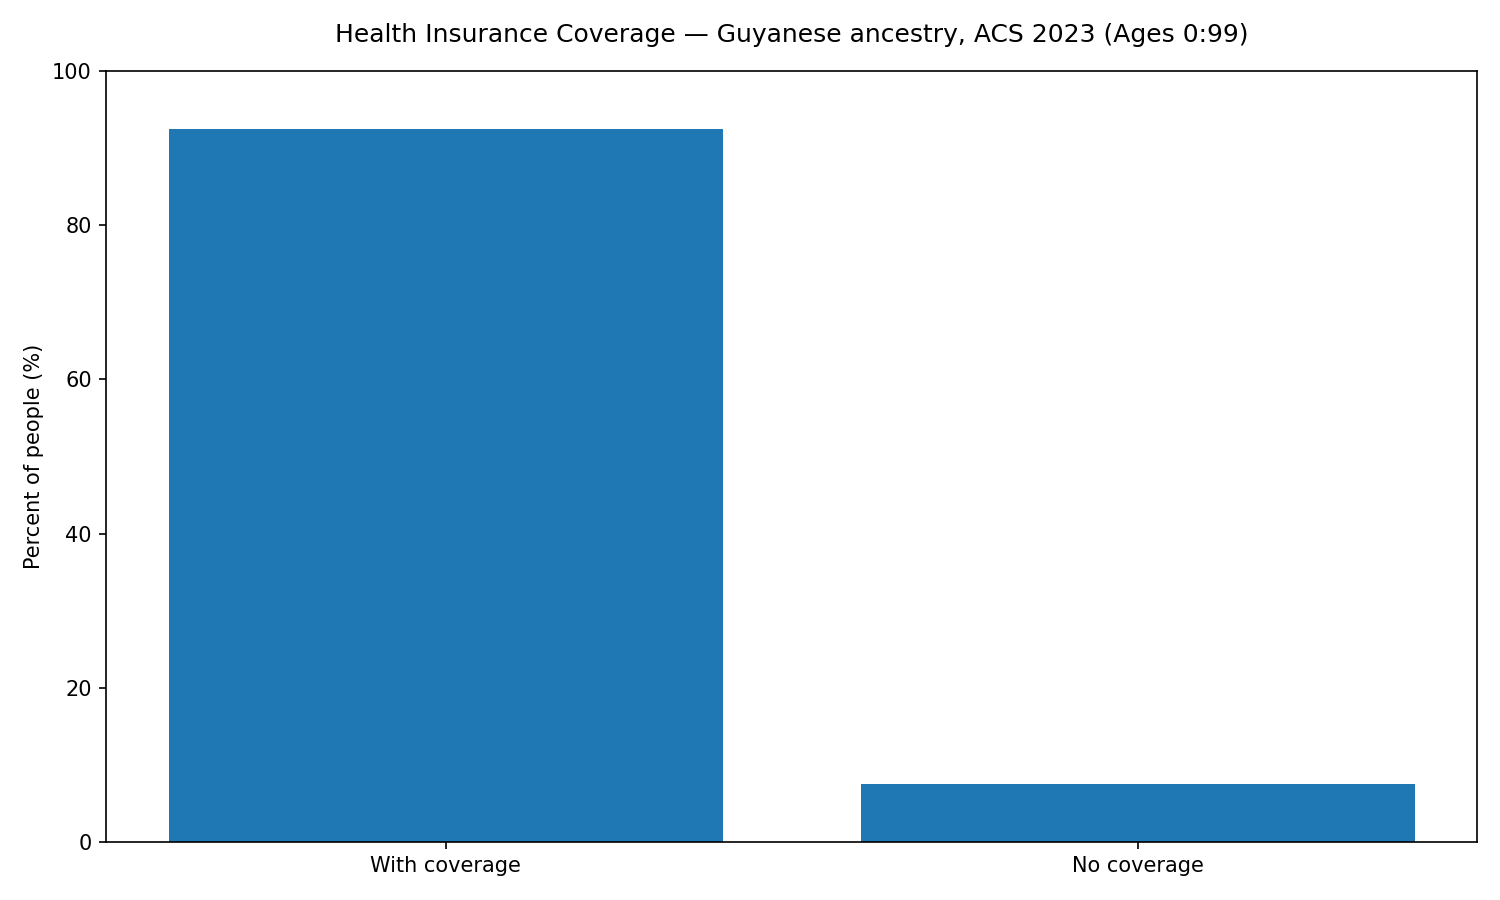 Health Insurance Coverage — Guyanese ancestry, ACS 2023 (Ages 0:99)
Percent of people (%)
100
80
60
40
20
0
With coverage
No coverage